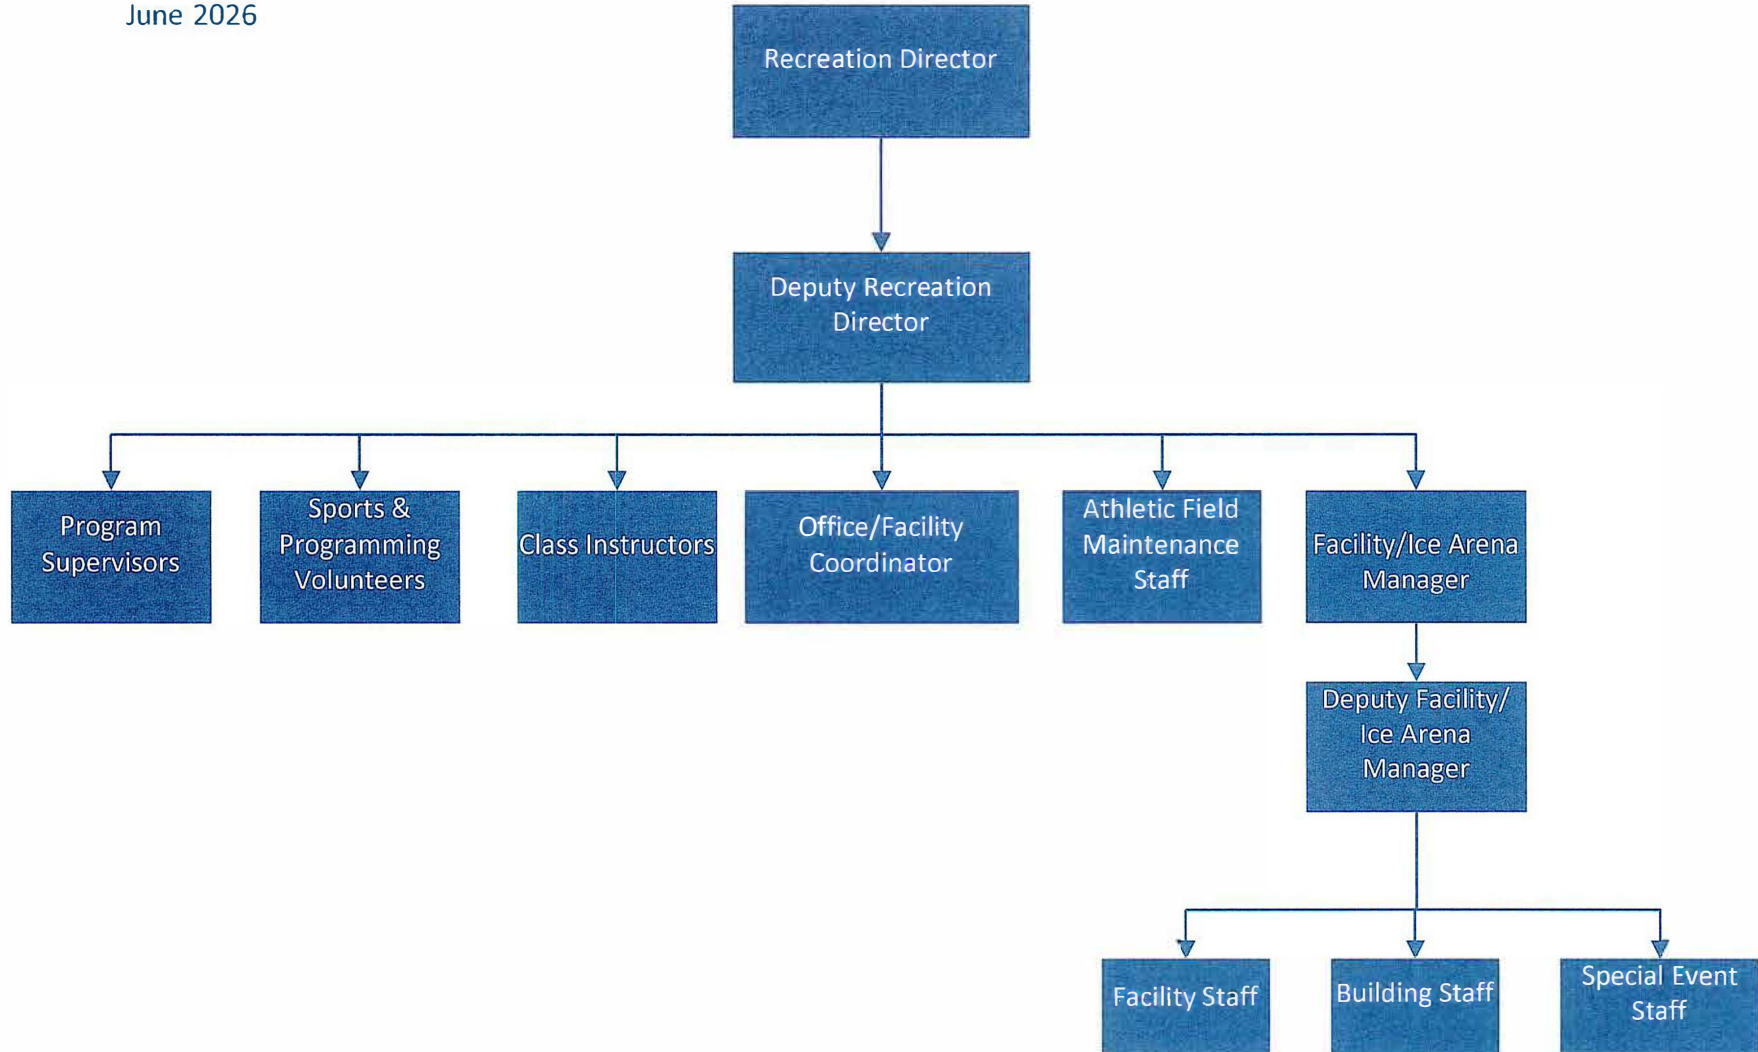 June 2026
Recreation Director
Deputy Recreation
Director
Program
Supervisors
Sports &
Programming
Volunteers
Class Instructors
Office/Facility
Coordinator
Athletic Field
Maintenance
Staff
Facility/Ice Arena
Manager
Deputy Facility/
Ice Arena
Manager
Facility Staff
Building Staff
Special Event
Staff